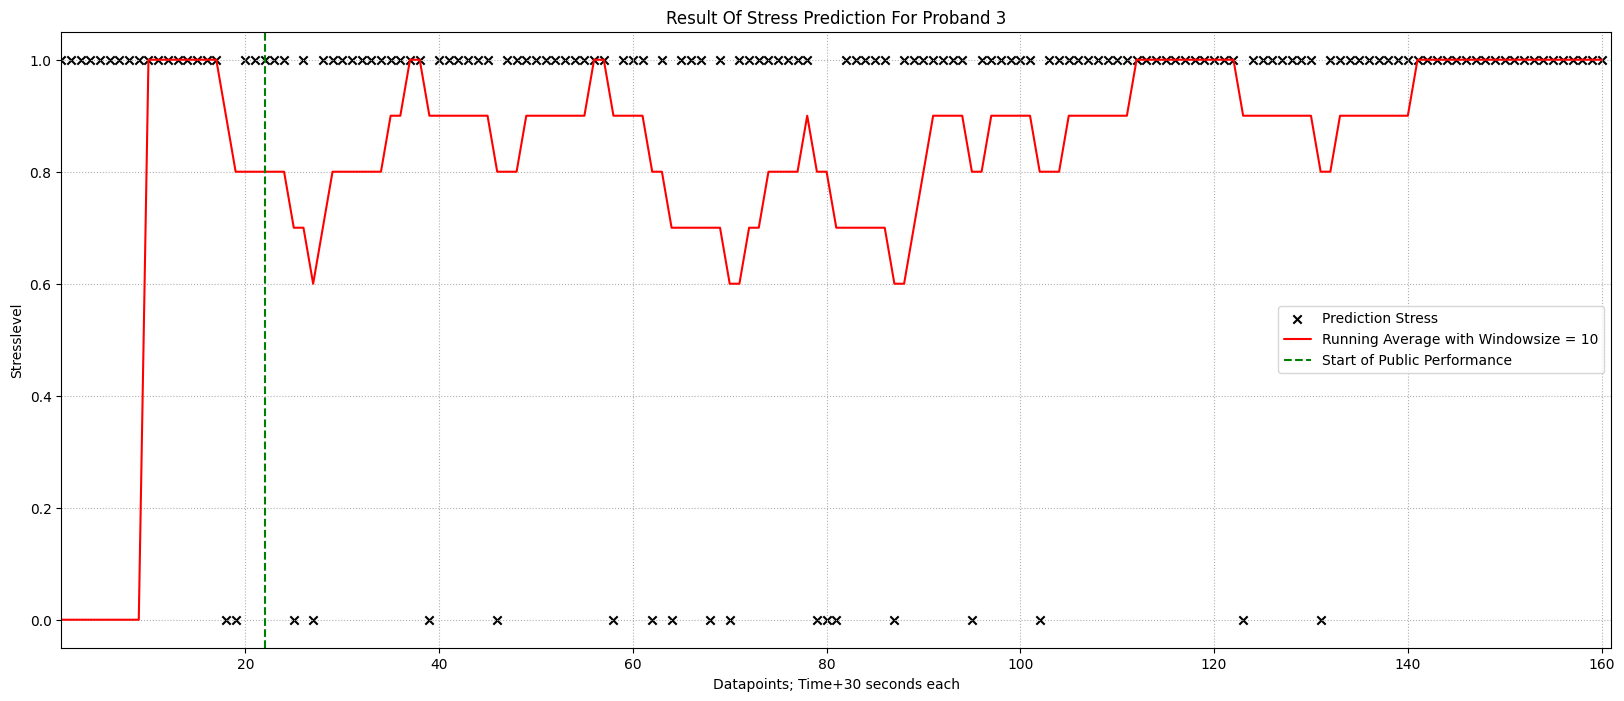 Result Of Stress Prediction For Proband 3
Stresslevel
1.0
0.8
0.6
0.4
0.2
0.0
Prediction Stress
Running Average with Windowsize = 10
Start of Public Performance
20 40 60 80 100 120 140 160
Datapoints; Time+30 seconds each